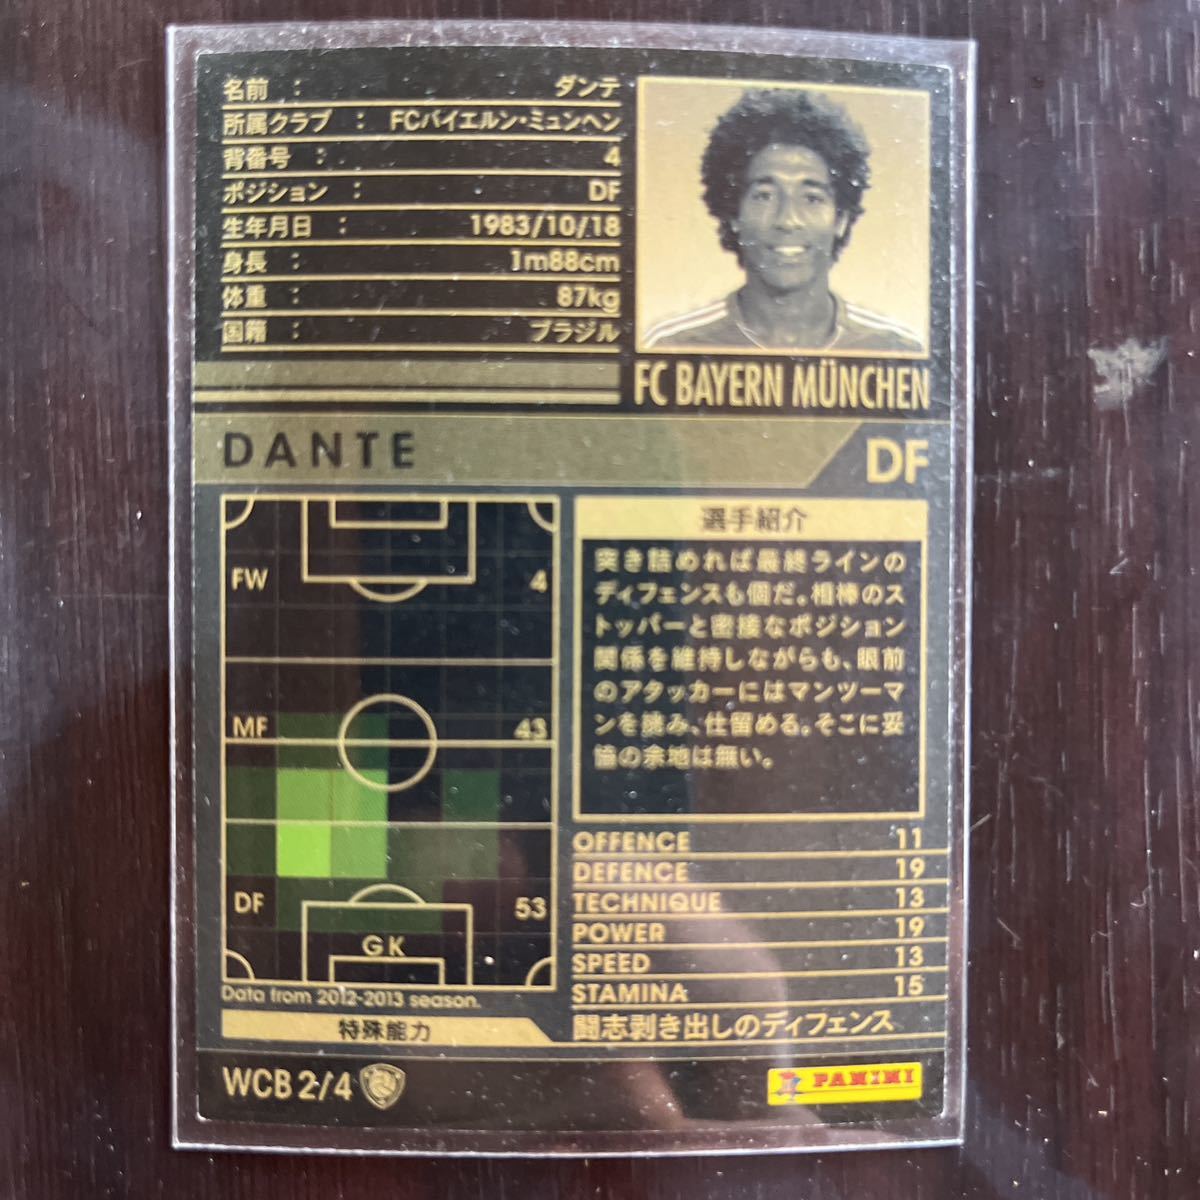 名前 : ダンテ
所属クラブ : FCバイエルン・ミュンヘン
背番号 : 4
ポジション : DF
生年月日 : 1983/10/18
身長 : 1m88cm
体重 : 87kg
国籍 : ブラジル
FC BAYERN MÜNCHEN
DANTE
DF
FW 4
MF 43
DF 53
GK
Data from 2012-2013 season.
選手紹介
突き詰めれば最終ラインの
ディフェンスも個だ。相棒のス
トッパーと密接なポジション
関係を維持しながらも、眼前
のアタッカーにはマンツーマ
ンを挑み、仕留める。そこに妥
協の余地は無い。
OFFENCE 11
DEFENCE 19
TECHNIQUE 13
POWER 19
SPEED 13
STAMINA 15
特殊能力
闘志剥き出しのディフェンス
WCB 2/4
PANINI